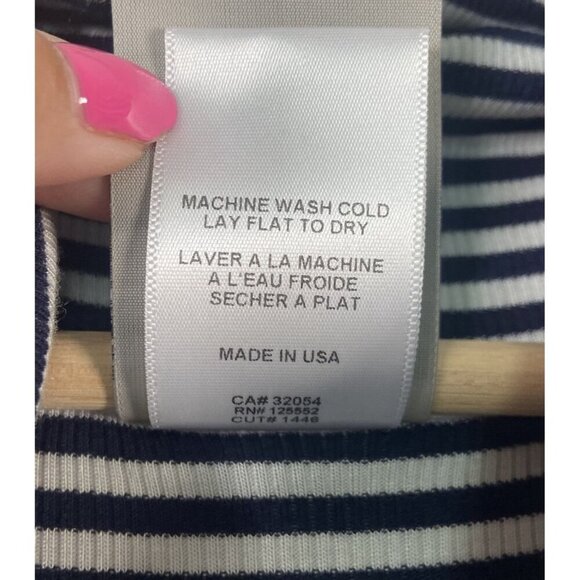 MACHINE WASH COLD
LAY FLAT TO DRY
LAVER A LA MACHINE
A L'EAU FROIDE
SECHER A PLAT
MADE IN USA
CA# 32054
RN# 125552
CUT# 1446